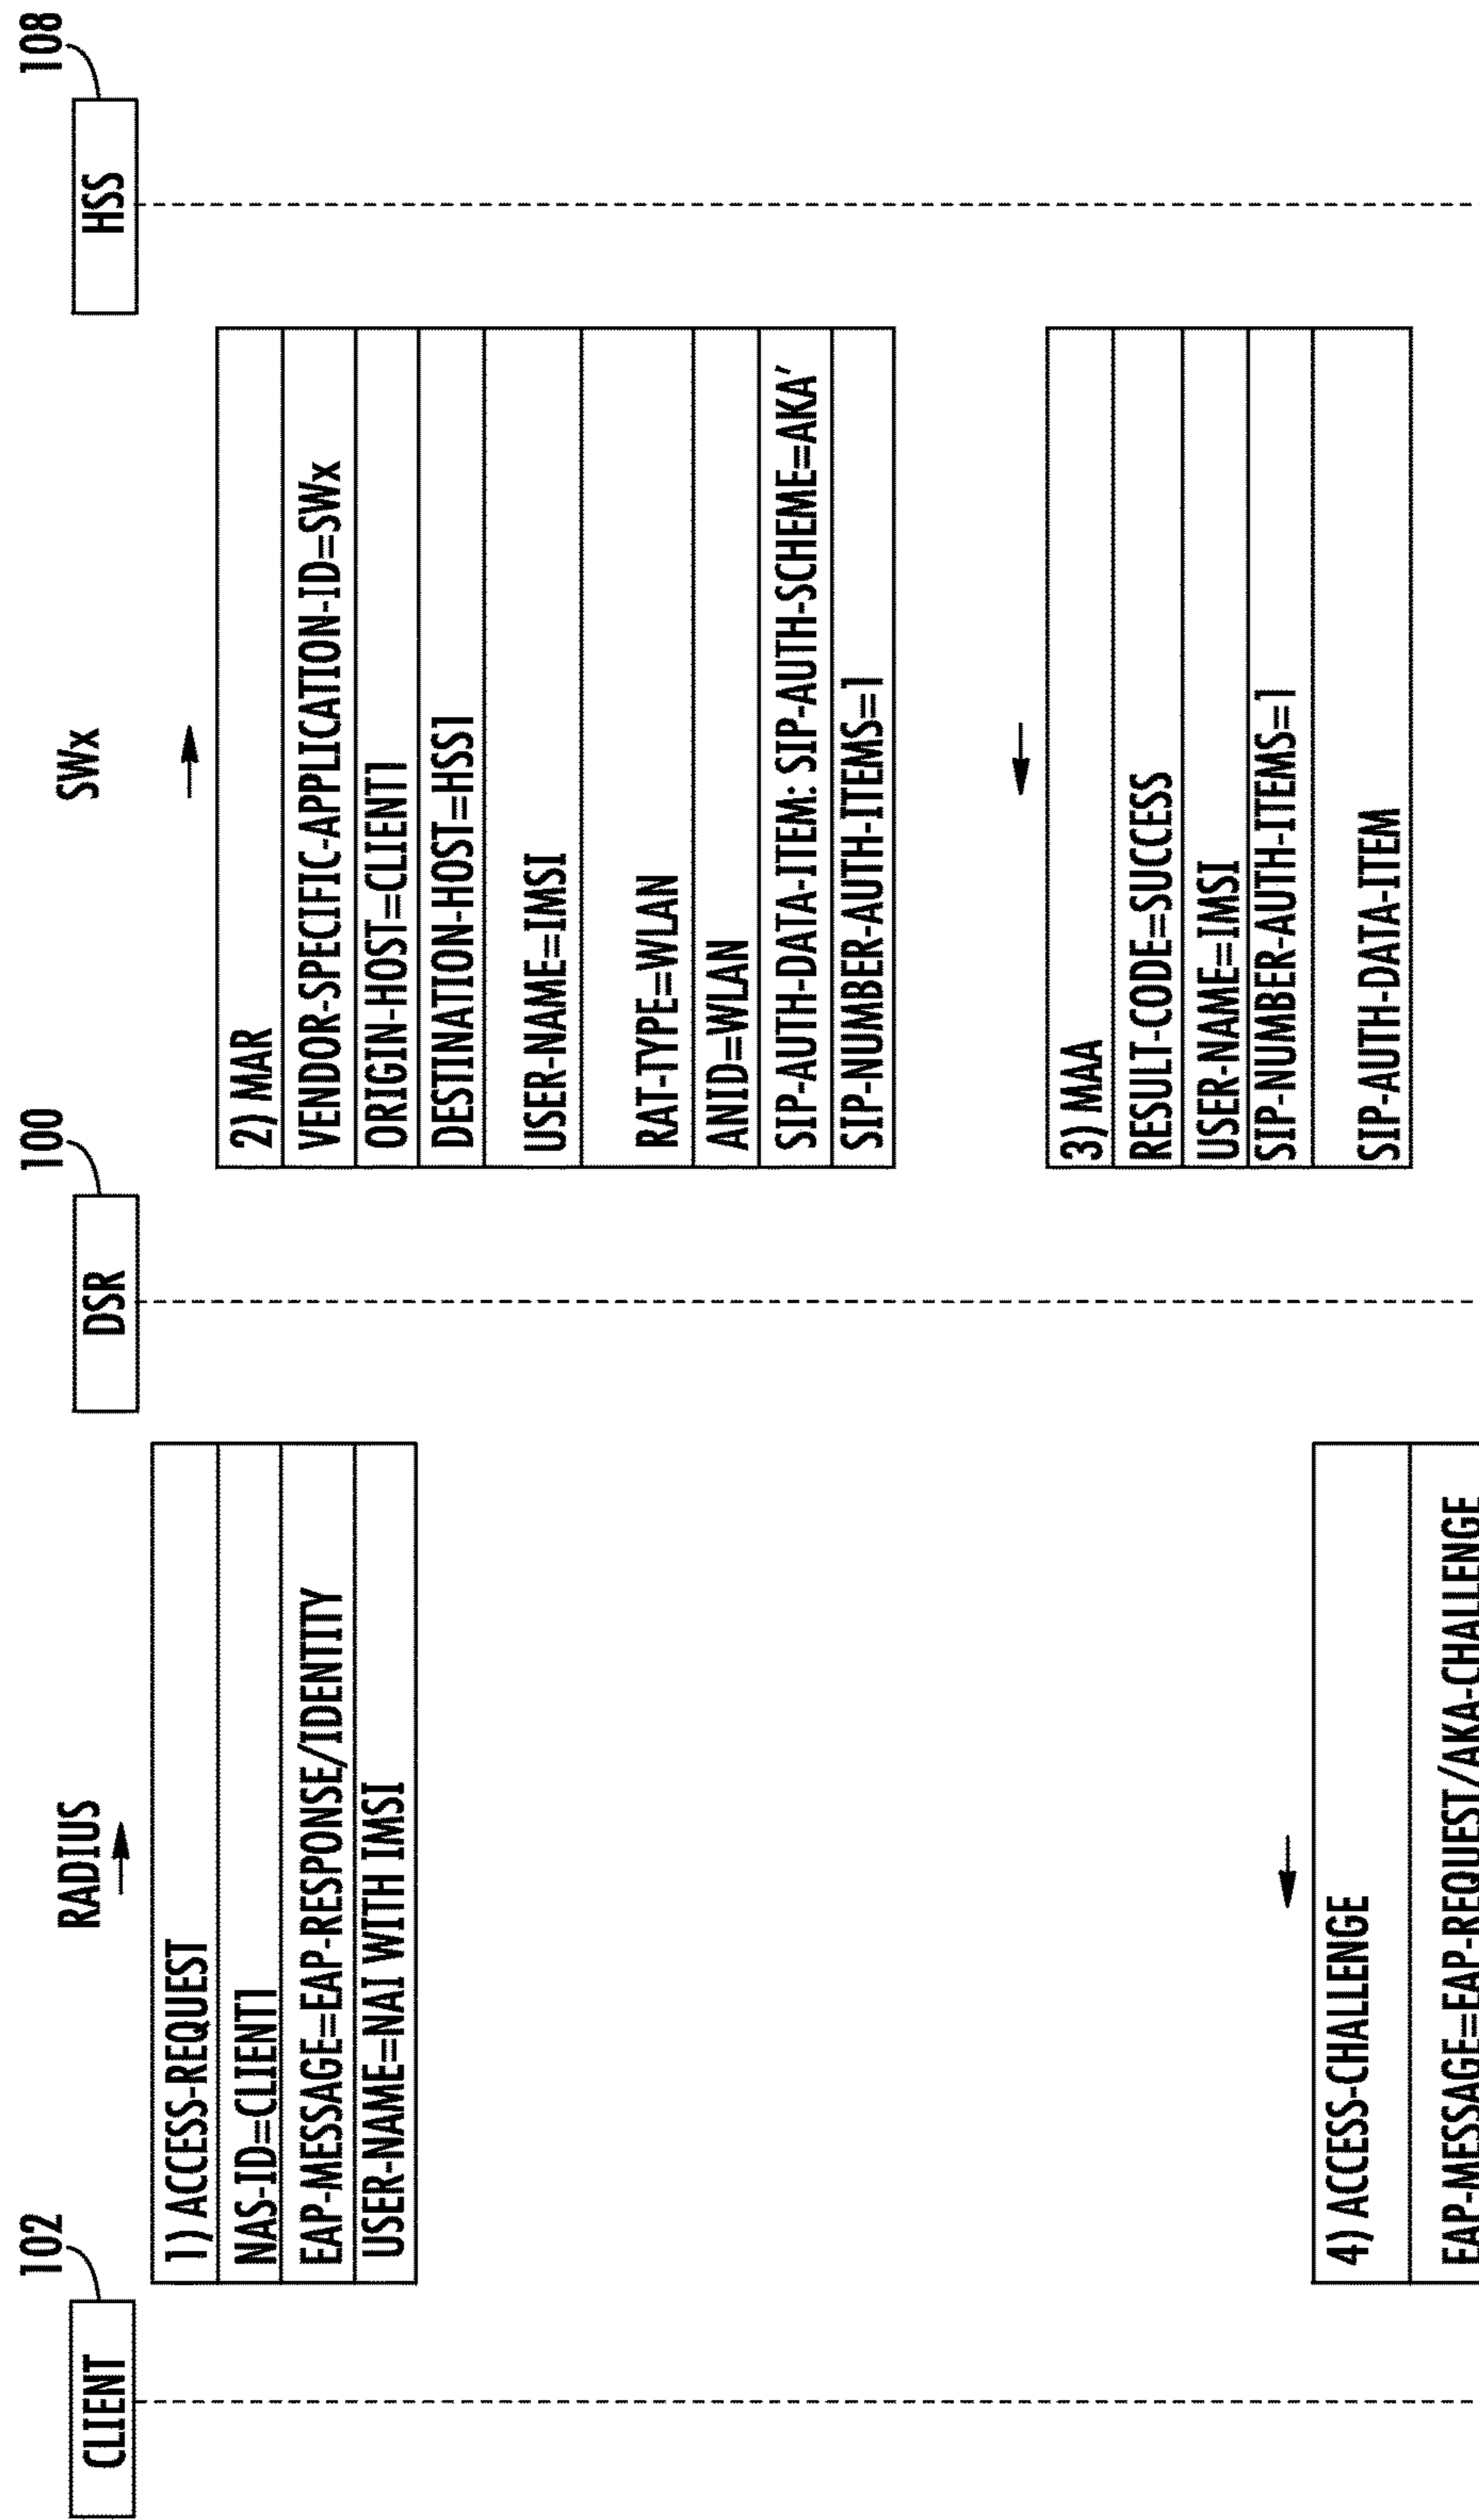 102
CLIENT
RADIUS
100
DSR
SWx
108
HSS
1) ACCESS-REQUEST
NAS-ID=CLIENT1
EAP-MESSAGE=EAP-RESPONSE/IDENTITY
USER-NAME=NAI WITH IMSI
2) MAR
VENDOR-SPECIFIC-APPLICATION-ID=SWx
ORIGIN-HOST=CLIENT1
DESTINATION-HOST=HSS1
USER-NAME=IMSI
RAT-TYPE=WLAN
ANID=WLAN
SIP-AUTH-DATA-ITEM: SIP-AUTH-SCHEME=AKA'
SIP-NUMBER-AUTH-ITEMS=1
3) MAA
RESULT-CODE=SUCCESS
USER-NAME=IMSI
SIP-NUMBER-AUTH-ITEMS=1
SIP-AUTH-DATA-ITEM
4) ACCESS-CHALLENGE
EAP-MESSAGE=EAP-REQUEST/AKA-CHALLENGE